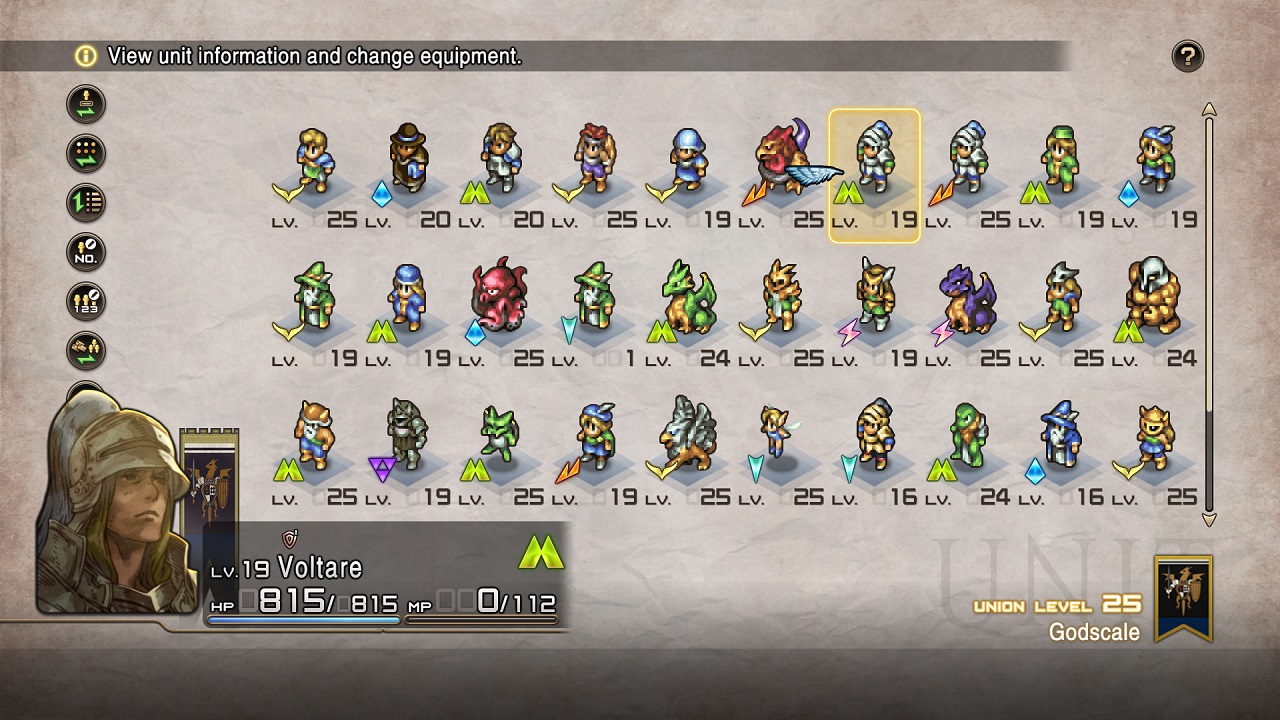 View unit information and change equipment.
?
LV. 25 LV. 20 LV. 20 LV. 25 LV. 19 LV. 25 LV. 19 LV. 25 LV. 19 LV. 19
LV. 19 LV. 19 LV. 25 LV. 1 LV. 24 LV. 25 LV. 19 LV. 25 LV. 25 LV. 24
NO.
123
LV. 25 LV. 19 LV. 25 LV. 19 LV. 25 LV. 25 LV. 16 LV. 24 LV. 16 LV. 25
UNIT
LV. 19 Voltare
HP 815/815 MP 0/112
UNION LEVEL 25
Godscale